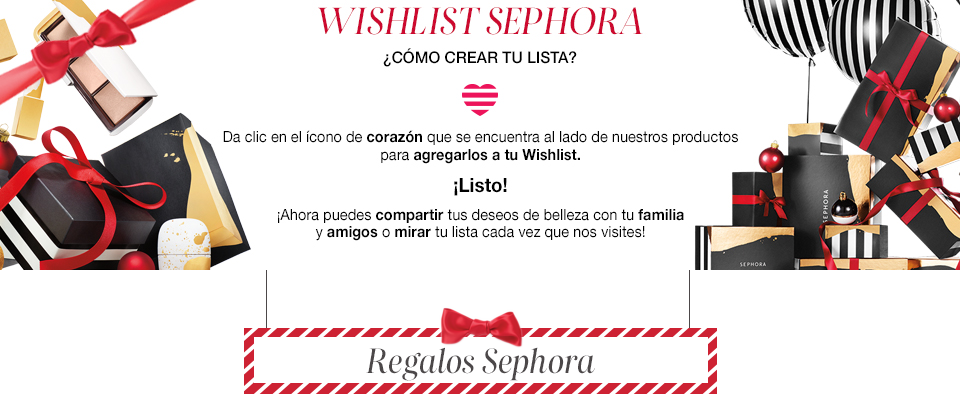 WISHLIST SEPHORA
¿CÓMO CREAR TU LISTA?
Da clic en el ícono de corazón que se encuentra al lado de nuestros productos
para agregarlos a tu Wishlist.
¡Listo!
¡Ahora puedes compartir tus deseos de belleza con tu familia
y amigos o mirar tu lista cada vez que nos visites!
SEPHORA
SEPHORA
Regalos Sephora